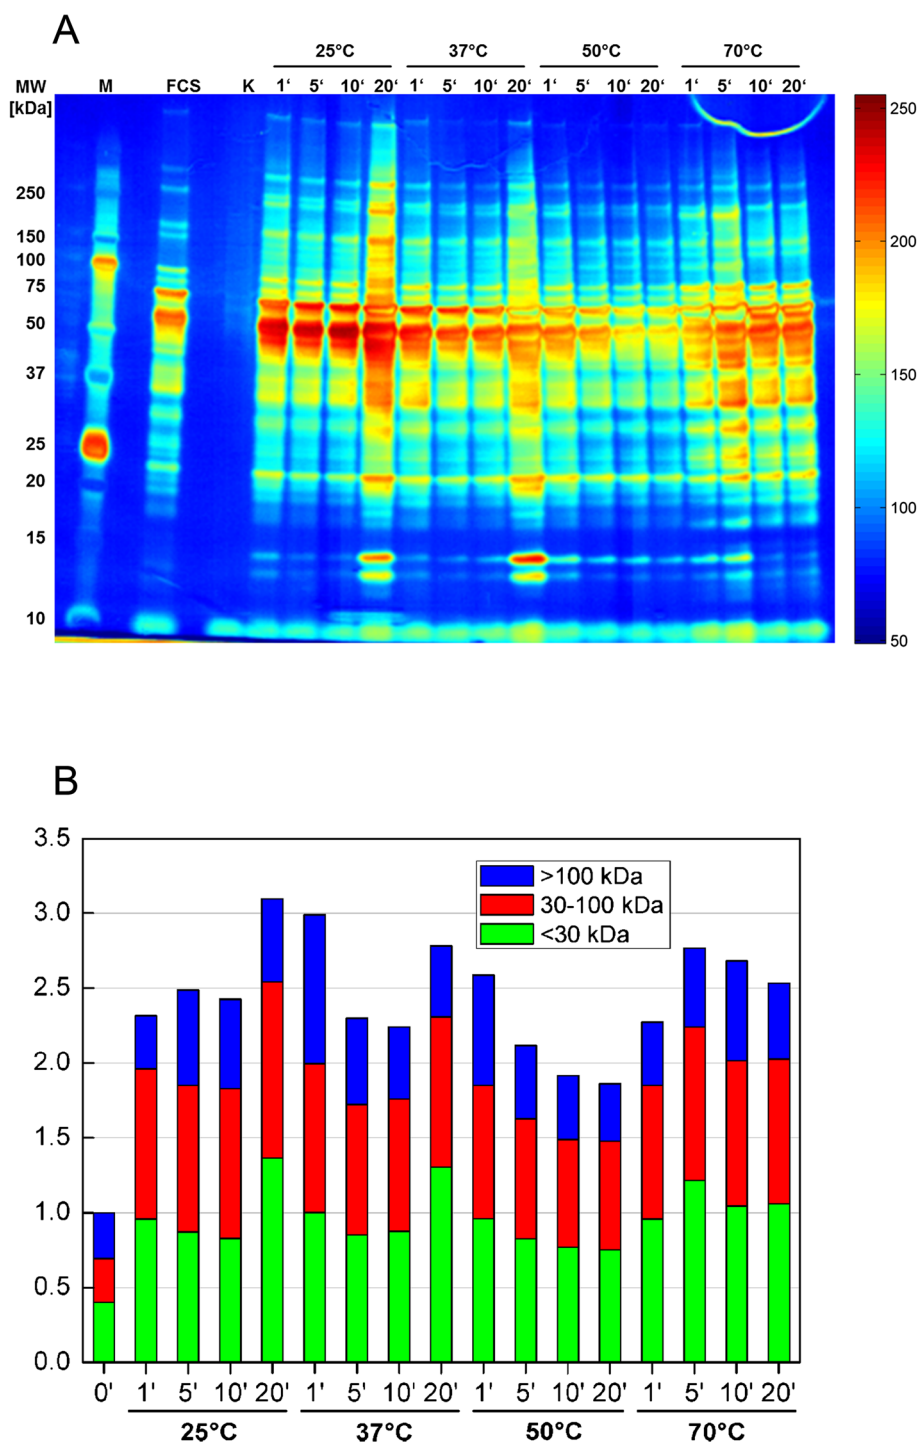 A
25°C 37°C 50°C 70°C
MW M FCS K 1‘ 5‘ 10‘ 20‘ 1‘ 5‘ 10‘ 20‘ 1‘ 5‘ 10‘ 20‘ 1‘ 5‘ 10‘ 20‘
[kDa]
250
150
100
75
50
37
25
20
15
10
250
200
150
100
50
B
3.5
3.0
2.5
2.0
1.5
1.0
0.5
0.0
>100 kDa
30-100 kDa
<30 kDa
0' 1' 5' 10' 20' 1' 5' 10' 20' 1' 5' 10' 20' 1' 5' 10' 20'
25°C 37°C 50°C 70°C